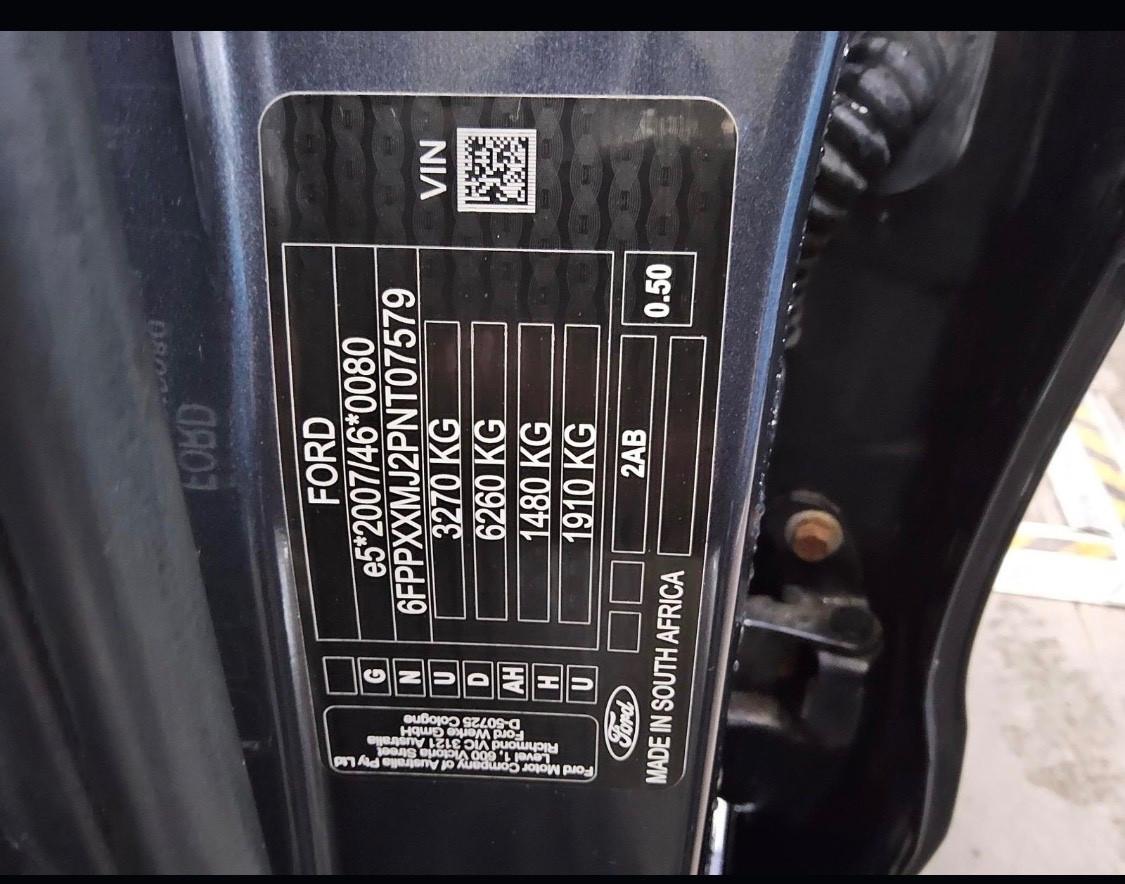 VIN
FORD
e5*2007/46*0080
6FPPXXMJ2PNT07579
3270 KG
6260 KG
1480 KG
1910 KG
0.50
2AB
G
N
U
D
AH
H
U
Ford Motor Company of Australia Pty Ltd
Level 1, 600 Victoria Street
Richmond VIC 3121 Australia
Ford Werke GmbH
D-50725 Cologne
Ford
MADE IN SOUTH AFRICA
FORD